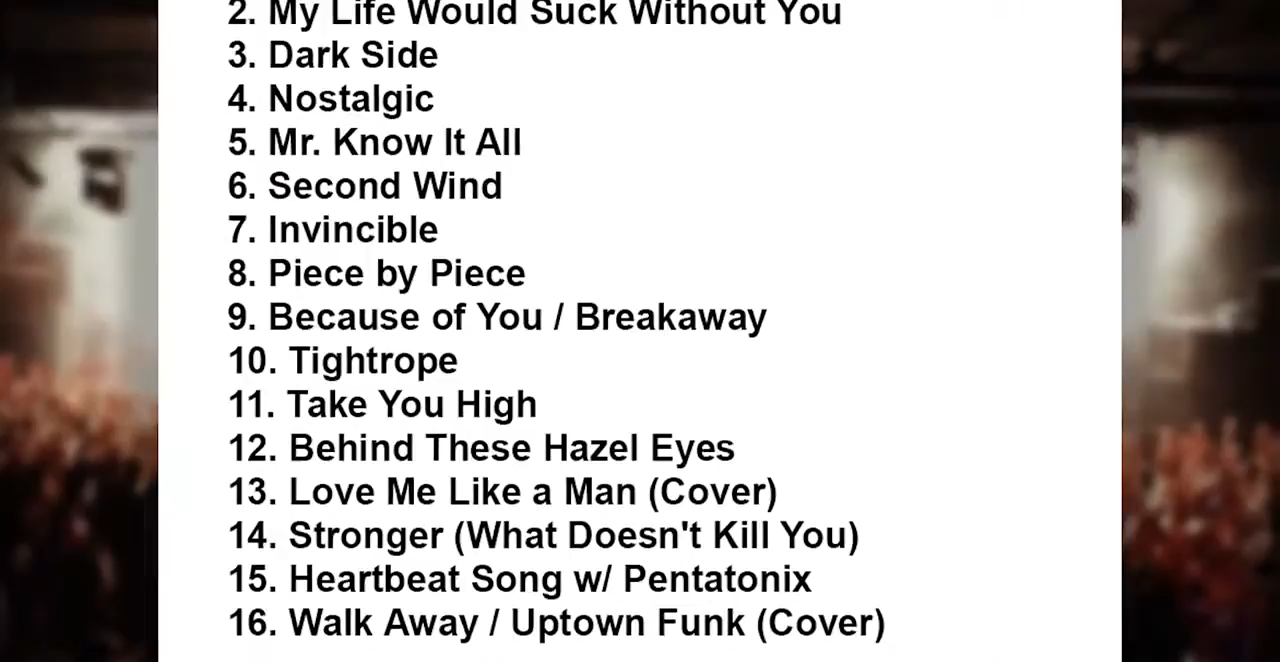 2. My Life Would Suck Without You
3. Dark Side
4. Nostalgic
5. Mr. Know It All
6. Second Wind
7. Invincible
8. Piece by Piece
9. Because of You / Breakaway
10. Tightrope
11. Take You High
12. Behind These Hazel Eyes
13. Love Me Like a Man (Cover)
14. Stronger (What Doesn't Kill You)
15. Heartbeat Song w/ Pentatonix
16. Walk Away / Uptown Funk (Cover)